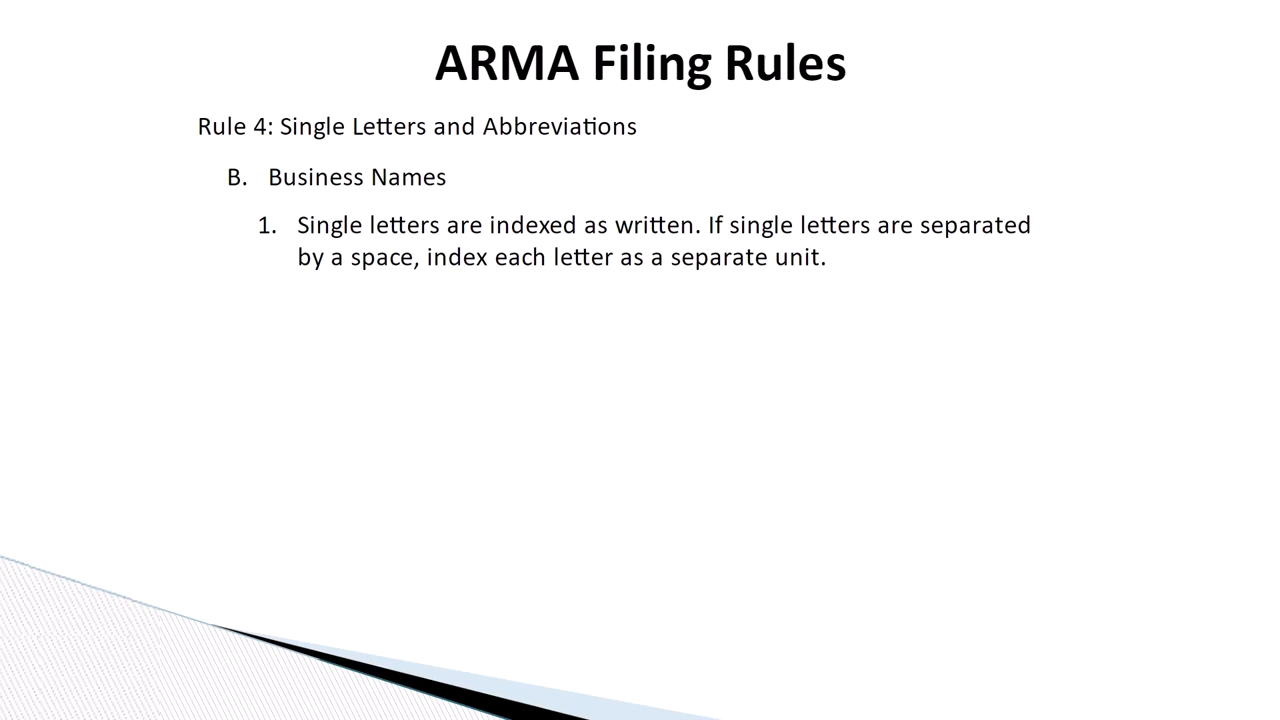 ARMA Filing Rules
Rule 4: Single Letters and Abbreviations
B. Business Names
1. Single letters are indexed as written. If single letters are separated
by a space, index each letter as a separate unit.